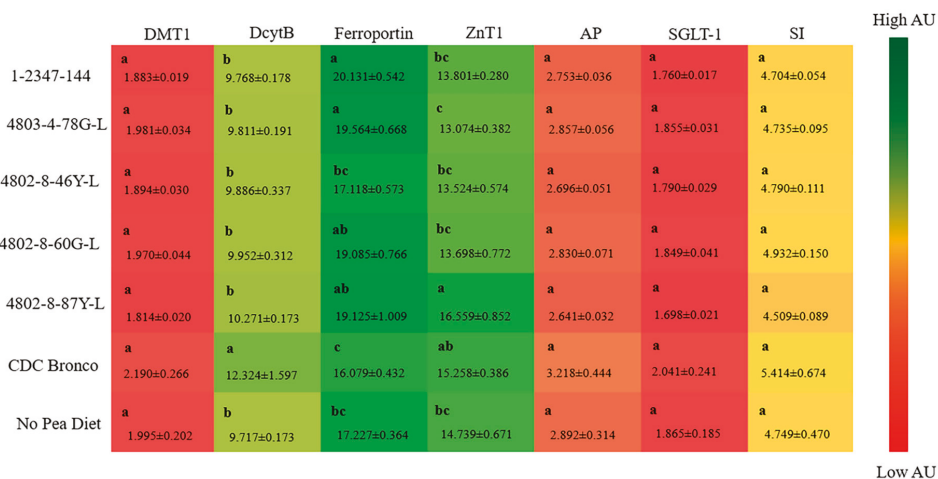 High AU
DMT1 DcytB Ferroportin ZnT1 AP SGLT-1 SI
a b a bc a a a
1-2347-144 1.883±0.019 9.768±0.178 20.131±0.542 13.801±0.280 2.753±0.036 1.760±0.017 4.704±0.054
a b a c a a a
4803-4-78G-L 1.981±0.034 9.811±0.191 19.564±0.668 13.074±0.382 2.857±0.056 1.855±0.031 4.735±0.095
a b bc bc a a a
4802-8-46Y-L 1.894±0.030 9.886±0.337 17.118±0.573 13.524±0.574 2.696±0.051 1.790±0.029 4.790±0.111
a b ab bc a a a
4802-8-60G-L 1.970±0.044 9.952±0.312 19.085±0.766 13.698±0.772 2.830±0.071 1.849±0.041 4.932±0.150
a b ab a a a a
4802-8-87Y-L 1.814±0.020 10.271±0.173 19.125±1.009 16.559±0.852 2.641±0.032 1.698±0.021 4.509±0.089
a a c ab a a a
CDC Bronco 2.190±0.266 12.324±1.597 16.079±0.432 15.258±0.386 3.218±0.444 2.041±0.241 5.414±0.674
a b bc bc a a a
No Pea Diet 1.995±0.202 9.717±0.173 17.227±0.364 14.739±0.671 2.892±0.314 1.865±0.185 4.749±0.470
Low AU